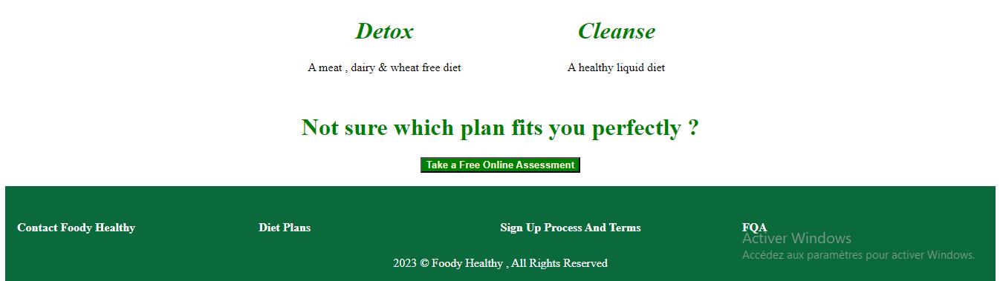 Detox
Cleanse
A meat , dairy & wheat free diet
A healthy liquid diet
Not sure which plan fits you perfectly ?
Take a Free Online Assessment
Contact Foody Healthy
Diet Plans
Sign Up Process And Terms
FQA
Activer Windows
Accédez aux paramètres pour activer Windows.
2023 © Foody Healthy , All Rights Reserved